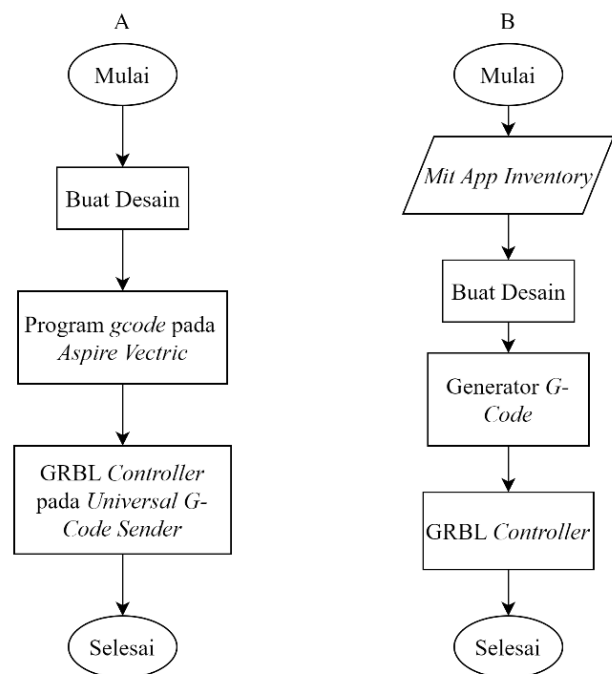 A
Mulai
Buat Desain
Program gcode pada
Aspire Vectric
GRBL Controller
pada Universal G-
Code Sender
Selesai
B
Mulai
Mit App Inventory
Buat Desain
Generator G-
Code
GRBL Controller
Selesai